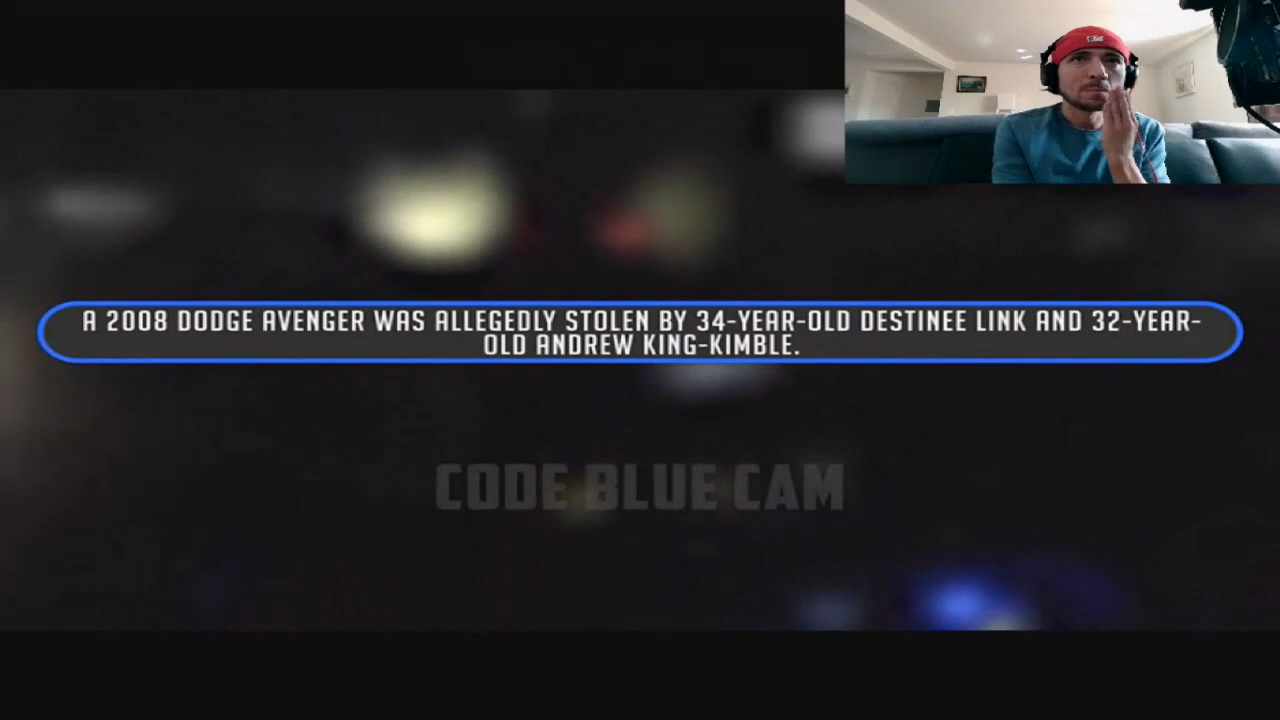 A 2008 DODGE AVENGER WAS ALLEGEDLY STOLEN BY 34-YEAR-OLD DESTINEE LINK AND 32-YEAR-
OLD ANDREW KING-KIMBLE.
CODE BLUE CAM